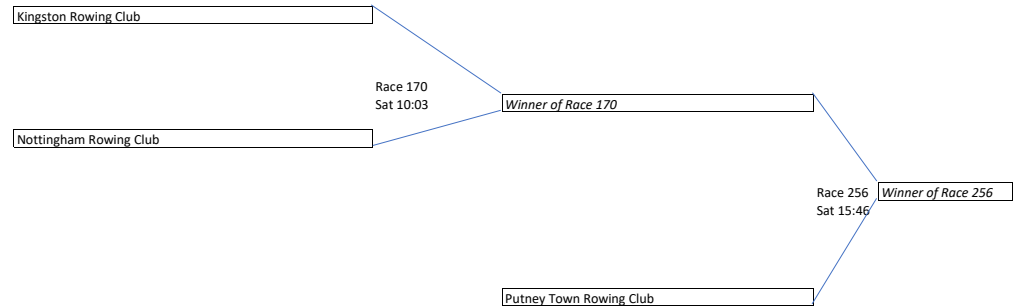 Kingston Rowing Club
Race 170
Sat 10:03
Winner of Race 170
Nottingham Rowing Club
Race 256
Sat 15:46
Winner of Race 256
Putney Town Rowing Club